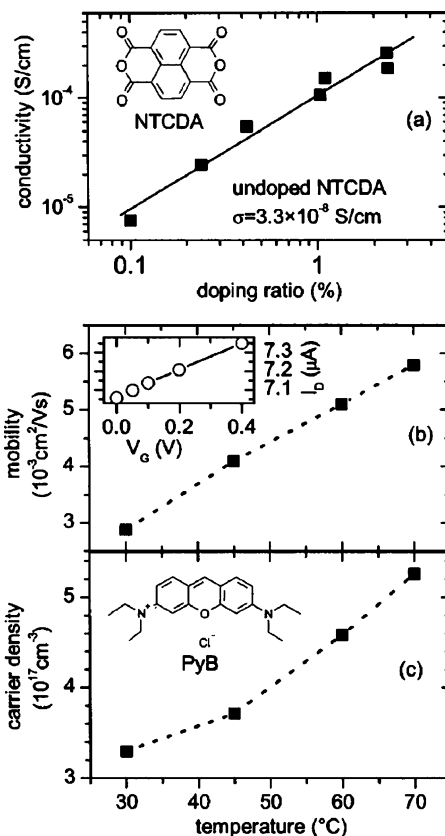 conductivity (S/cm)
10⁻⁴
10⁻⁵
O
O
O
O
O
O
NTCDA
(a)
undoped NTCDA
σ=3.3×10⁻⁸ S/cm
0.1
1
doping ratio (%)
mobility
(10⁻³cm²/Vs)
6
5
4
3
7.3
7.2
7.1
I_D (µA)
0.0
0.2
0.4
V_G (V)
(b)
carrier density
(10¹⁷cm⁻³)
5
4
3
N⁺
O
N
Cl⁻
PyB
(c)
30
40
50
60
70
temperature (°C)